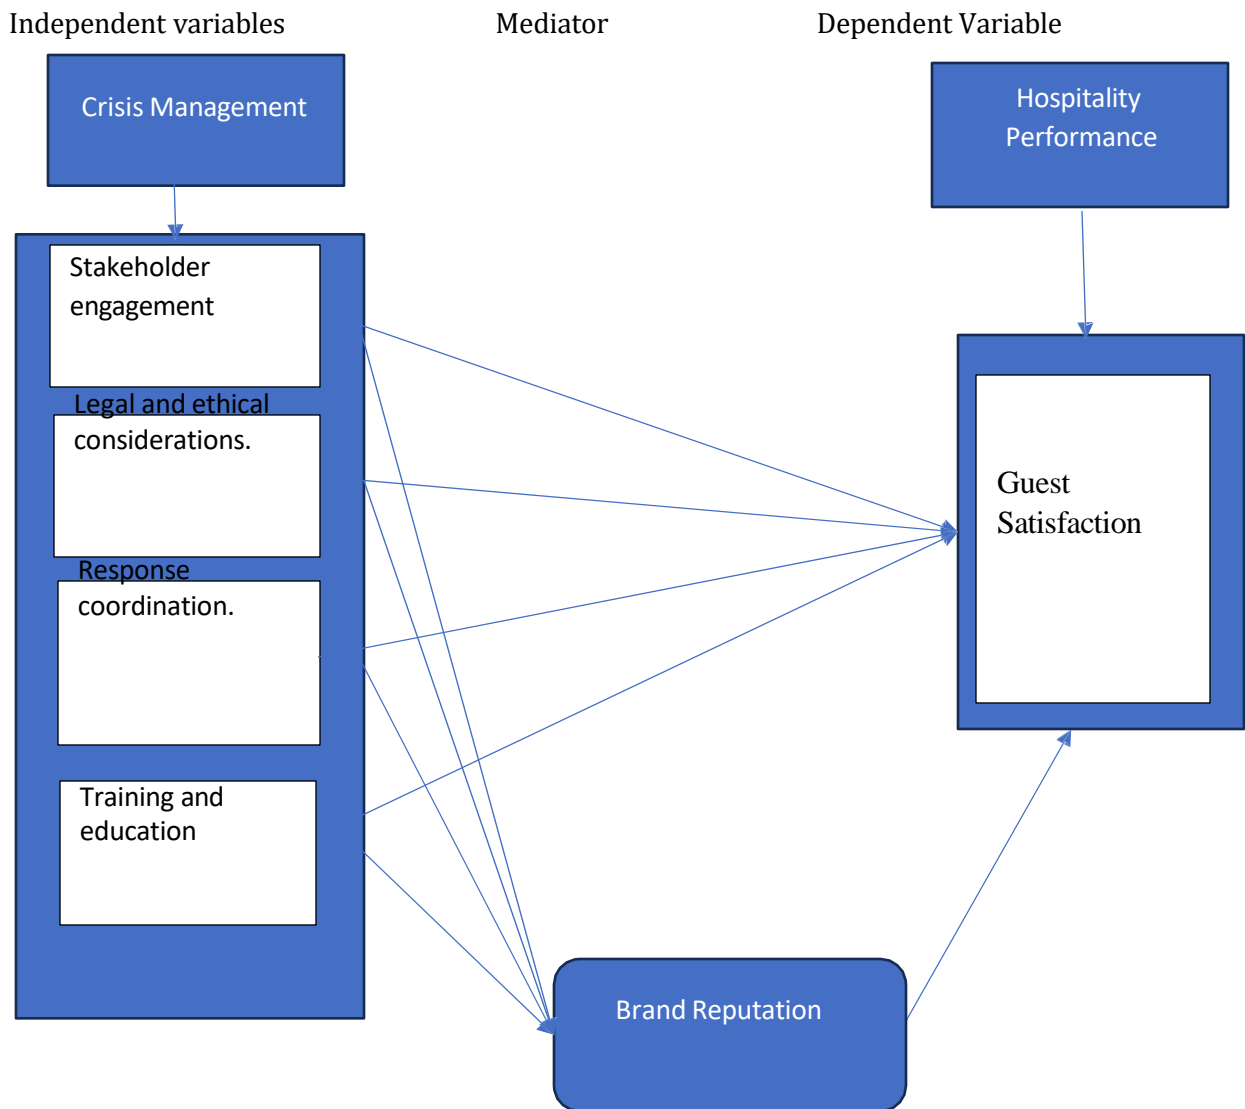 Independent variables
Mediator
Dependent Variable
Crisis Management
Hospitality
Performance
Stakeholder
engagement
Legal and ethical
considerations.
Response
coordination.
Training and
education
Guest
Satisfaction
Brand Reputation